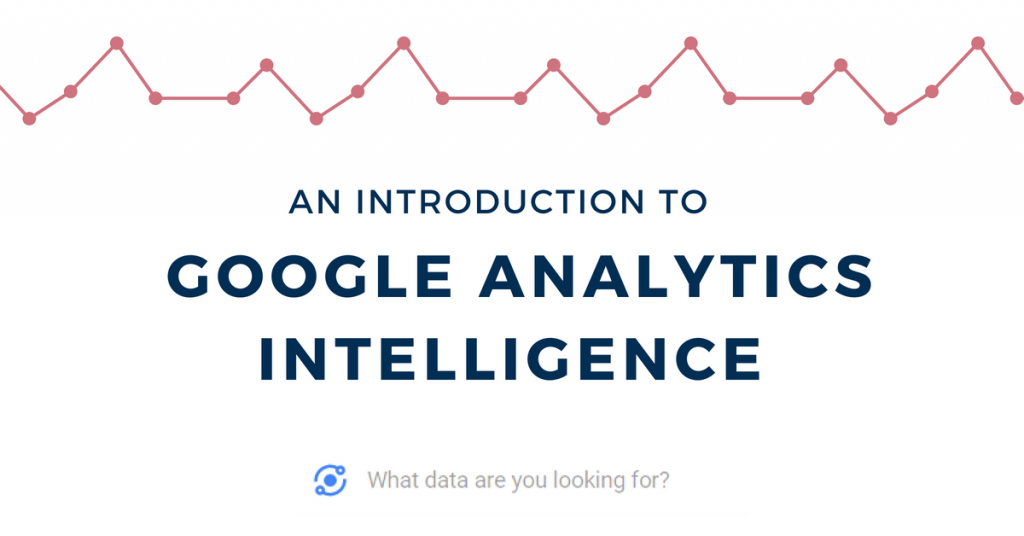 AN INTRODUCTION TO
GOOGLE ANALYTICS
INTELLIGENCE
What data are you looking for?